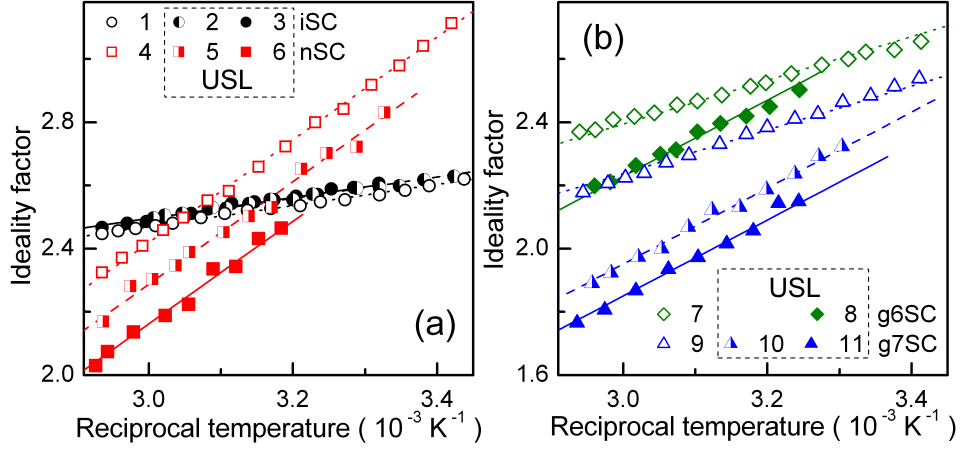 1 2 3 iSC
4 5 6 nSC
USL
2.8
2.4
2.0
3.0 3.2 3.4
Ideality factor
Reciprocal temperature ( 10⁻³ K⁻¹)
(a)
(b)
2.4
2.0
1.6
3.0 3.2 3.4
Ideality factor
Reciprocal temperature ( 10⁻³ K⁻¹)
USL
7 8 g6SC
9 10 11 g7SC